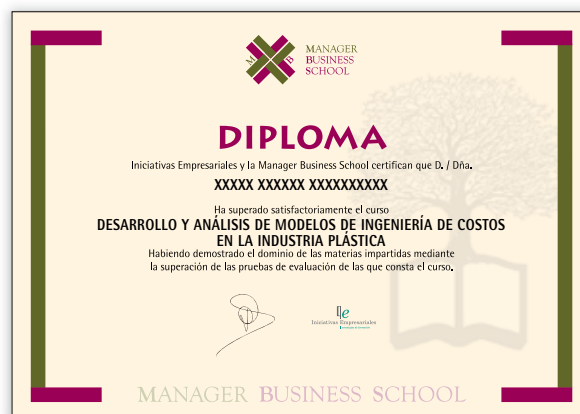 M B S
MANAGER
BUSINESS
SCHOOL
DIPLOMA
Iniciativas Empresariales y la Manager Business School certifican que D. / Dña.
XXXXX XXXXXX XXXXXXXXXX
Ha superado satisfactoriamente el curso
DESARROLLO Y ANÁLISIS DE MODELOS DE INGENIERÍA DE COSTOS
EN LA INDUSTRIA PLÁSTICA
Habiendo demostrado el dominio de las materias impartidas mediante
la superación de las pruebas de evaluación de las que consta el curso.
Iniciativas Empresariales
MANAGER BUSINESS SCHOOL